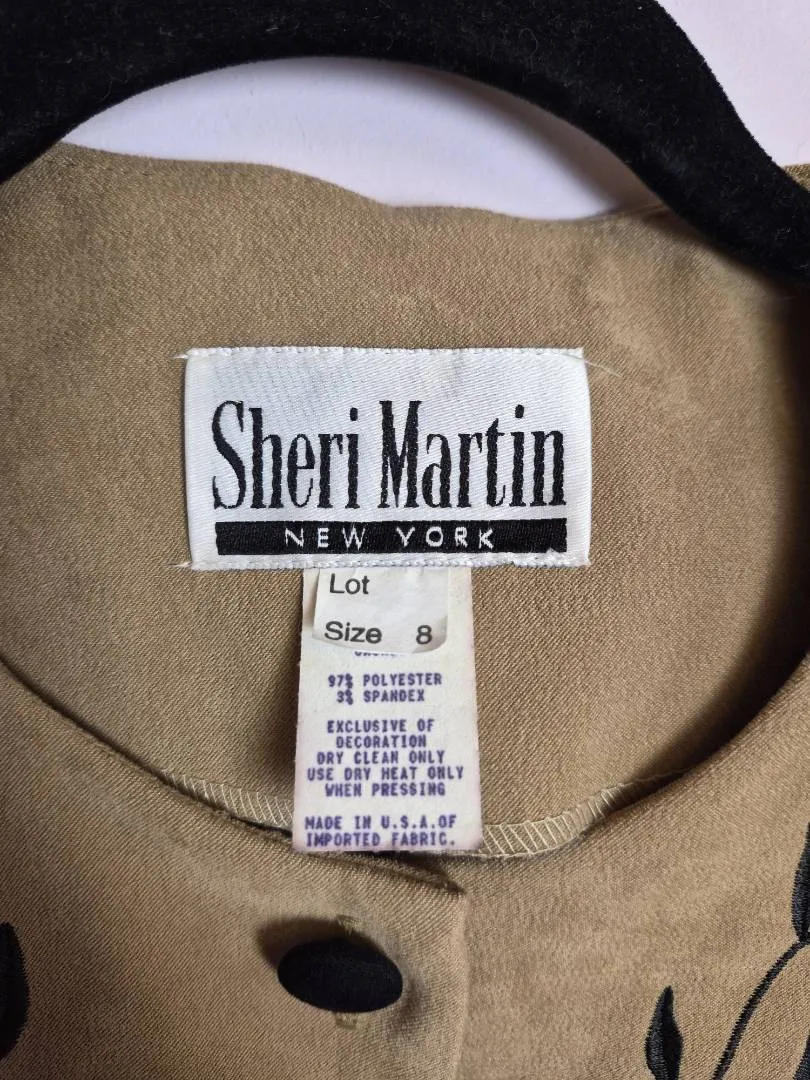 Sheri Martin
NEW YORK
Lot
Size 8
97% POLYESTER
3% SPANDEX
EXCLUSIVE OF
DECORATION
DRY CLEAN ONLY
USE DRY HEAT ONLY
WHEN PRESSING
MADE IN U.S.A.OF
IMPORTED FABRIC.